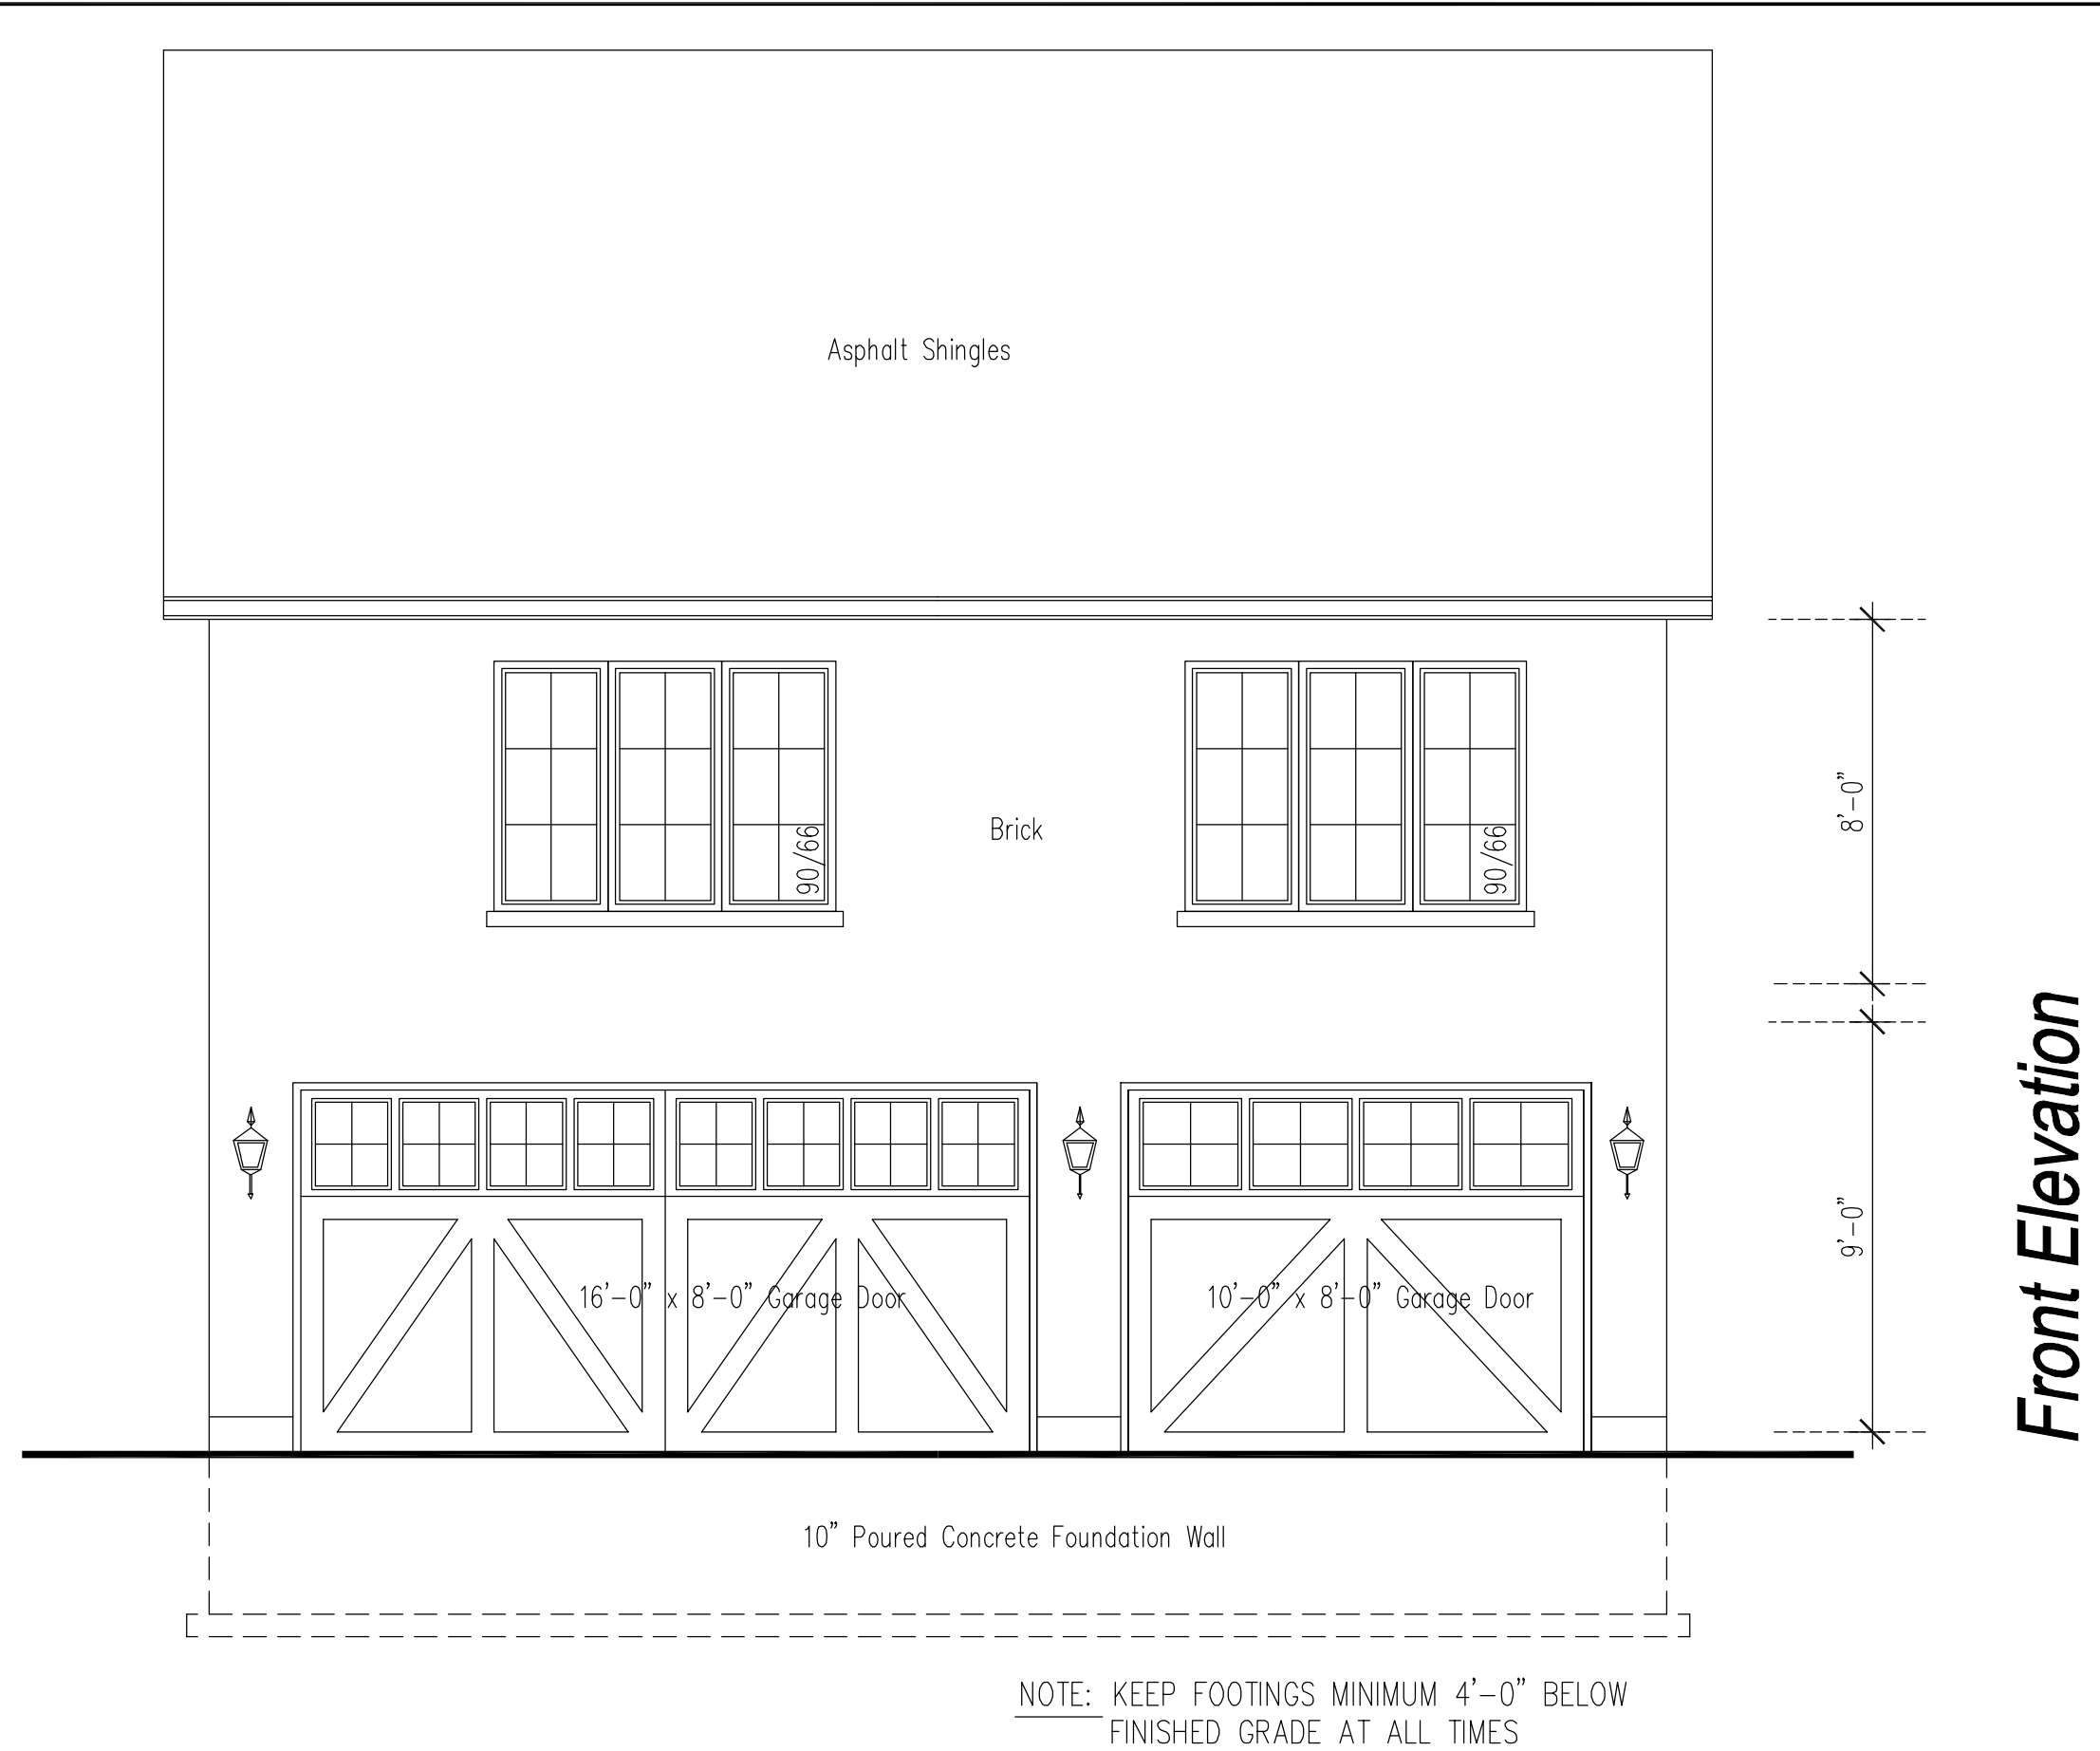 Asphalt Shingles
Brick
90/66
90/66
8'-0"
9'-0"
16'-0" x 8'-0" Garage Door
10'-0" x 8'-0" Garage Door
10" Poured Concrete Foundation Wall
NOTE: KEEP FOOTINGS MINIMUM 4'-0" BELOW
FINISHED GRADE AT ALL TIMES
Front Elevation